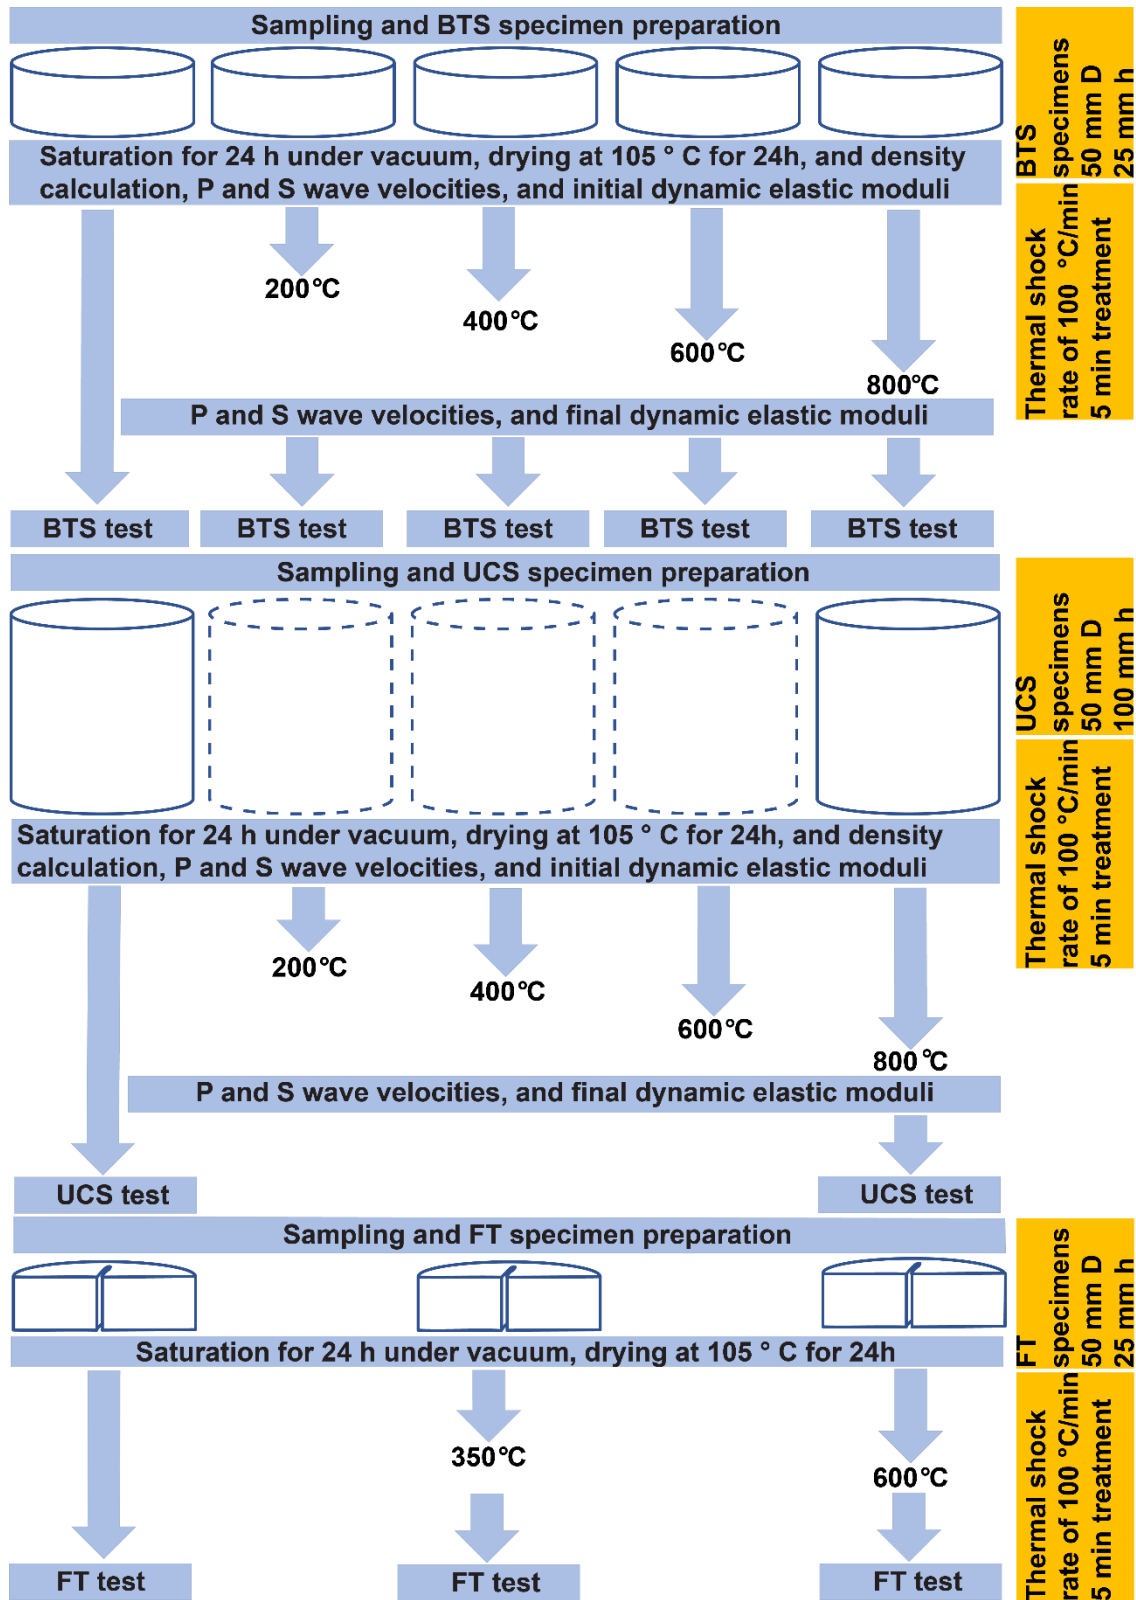 Sampling and BTS specimen preparation
BTS
specimens
50 mm D
25 mm h
Saturation for 24 h under vacuum, drying at 105 ° C for 24h, and density
calculation, P and S wave velocities, and initial dynamic elastic moduli
Thermal shock
rate of 100 °C/min
5 min treatment
200°C
400°C
600°C
800°C
P and S wave velocities, and final dynamic elastic moduli
BTS test
BTS test
BTS test
BTS test
BTS test
Sampling and UCS specimen preparation
UCS
specimens
50 mm D
100 mm h
Saturation for 24 h under vacuum, drying at 105 ° C for 24h, and density
calculation, P and S wave velocities, and initial dynamic elastic moduli
Thermal shock
rate of 100 °C/min
5 min treatment
200°C
400°C
600°C
800°C
P and S wave velocities, and final dynamic elastic moduli
UCS test
UCS test
Sampling and FT specimen preparation
FT
specimens
50 mm D
25 mm h
Saturation for 24 h under vacuum, drying at 105 ° C for 24h
Thermal shock
rate of 100 °C/min
5 min treatment
350°C
600°C
FT test
FT test
FT test